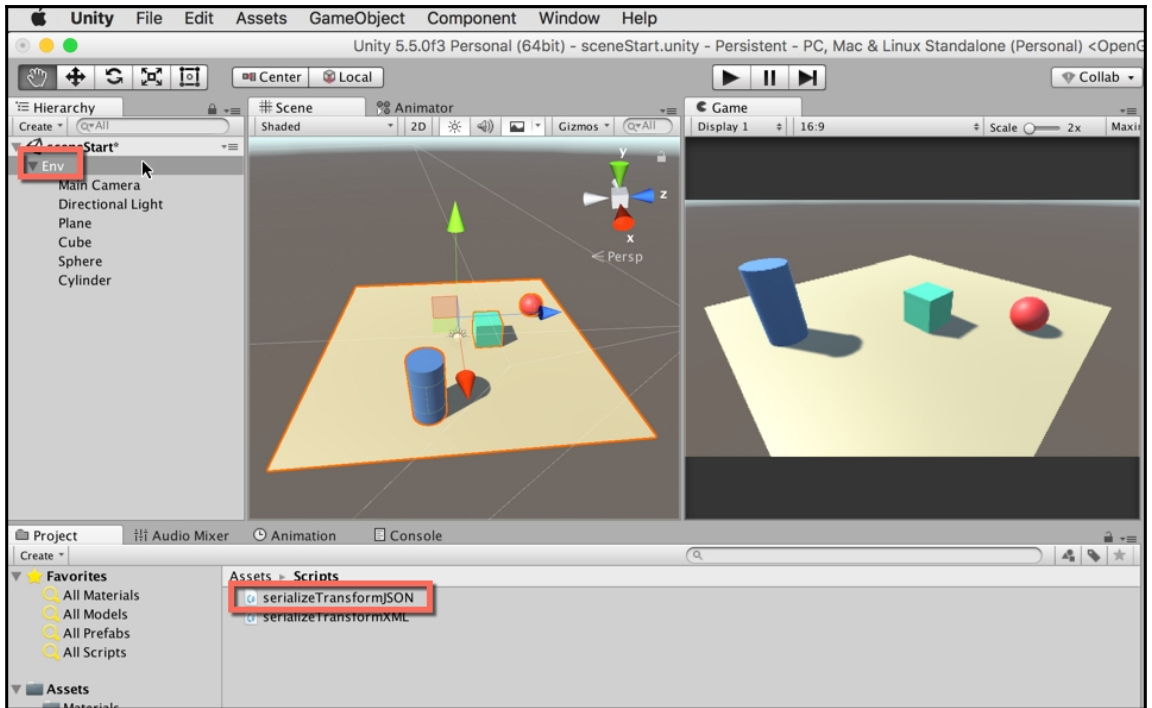 Unity File Edit Assets GameObject Component Window Help
Unity 5.5.0f3 Personal (64bit) - sceneStart.unity - Persistent - PC, Mac & Linux Standalone (Personal) <OpenG
Center Local Collab
Hierarchy
Create All
sceneStart*
Env
Main Camera
Directional Light
Plane
Cube
Sphere
Cylinder
Scene Animator
Shaded 2D Gizmos All
y
z
x
Persp
Game
Display 1 16:9 Scale 2x Maxi
Project Audio Mixer Animation Console
Create
Favorites
All Materials
All Models
All Prefabs
All Scripts
Assets
Materials
Assets Scripts
serializeTransformJSON
serializeTransformXML